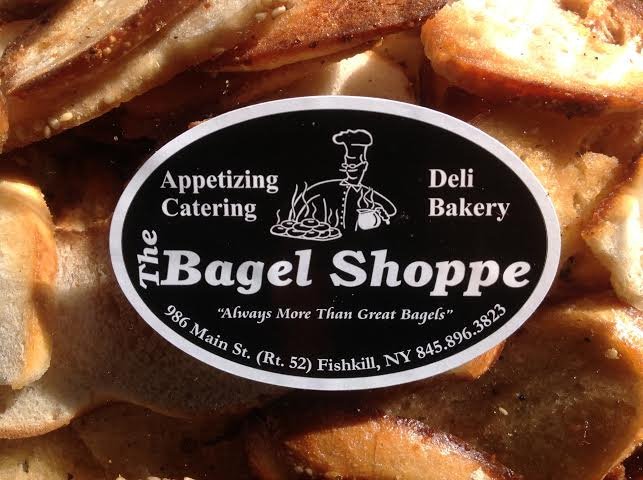 Appetizing Catering
Deli Bakery
The Bagel Shoppe
"Always More Than Great Bagels"
986 Main St. (Rt. 52) Fishkill, NY 845.896.3823